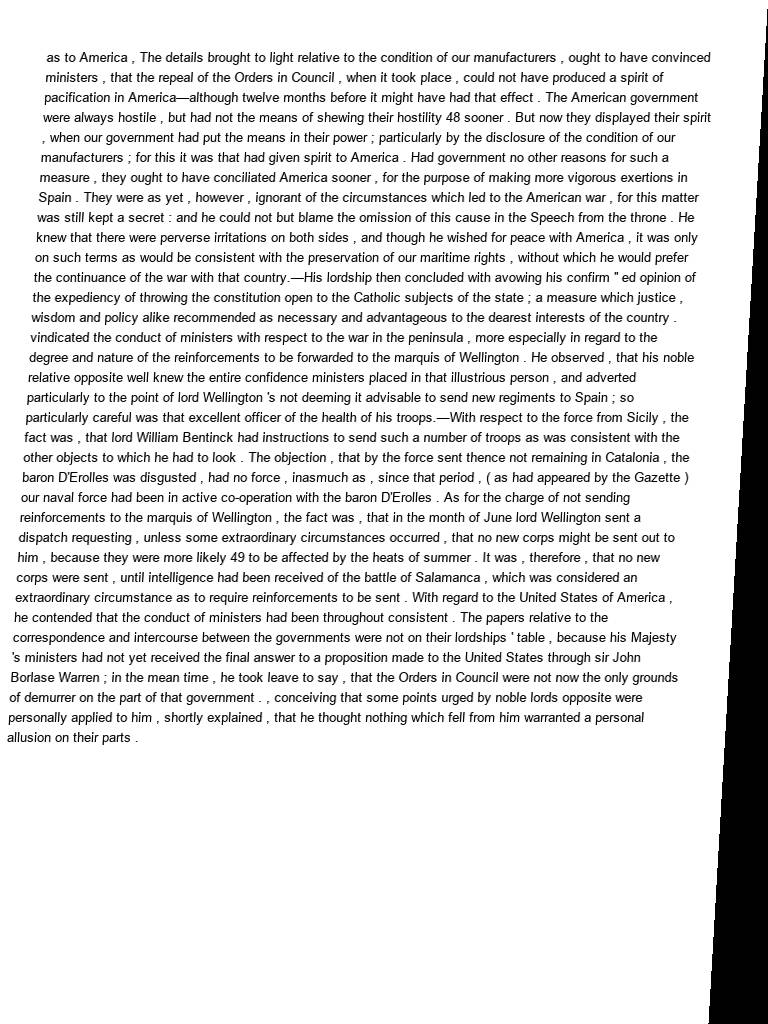 as to America , The details brought to light relative to the condition of our manufacturers , ought to have convinced
ministers , that the repeal of the Orders in Council , when it took place , could not have produced a spirit of
pacification in America—although twelve months before it might have had that effect . The American government
were always hostile , but had not the means of shewing their hostility 48 sooner . But now they displayed their spirit
, when our government had put the means in their power ; particularly by the disclosure of the condition of our
manufacturers ; for this it was that had given spirit to America . Had government no other reasons for such a
measure , they ought to have conciliated America sooner , for the purpose of making more vigorous exertions in
Spain . They were as yet , however , ignorant of the circumstances which led to the American war , for this matter
was still kept a secret : and he could not but blame the omission of this cause in the Speech from the throne . He
knew that there were perverse irritations on both sides , and though he wished for peace with America , it was only
on such terms as would be consistent with the preservation of our maritime rights , without which he would prefer
the continuance of the war with that country.—His lordship then concluded with avowing his confirm " ed opinion of
the expediency of throwing the constitution open to the Catholic subjects of the state ; a measure which justice ,
wisdom and policy alike recommended as necessary and advantageous to the dearest interests of the country .
vindicated the conduct of ministers with respect to the war in the peninsula , more especially in regard to the
degree and nature of the reinforcements to be forwarded to the marquis of Wellington . He observed , that his noble
relative opposite well knew the entire confidence ministers placed in that illustrious person , and adverted
particularly to the point of lord Wellington 's not deeming it advisable to send new regiments to Spain ; so
particularly careful was that excellent officer of the health of his troops.—With respect to the force from Sicily , the
fact was , that lord William Bentinck had instructions to send such a number of troops as was consistent with the
other objects to which he had to look . The objection , that by the force sent thence not remaining in Catalonia , the
baron D'Erolles was disgusted , had no force , inasmuch as , since that period , ( as had appeared by the Gazette )
our naval force had been in active co-operation with the baron D'Erolles . As for the charge of not sending
reinforcements to the marquis of Wellington , the fact was , that in the month of June lord Wellington sent a
dispatch requesting , unless some extraordinary circumstances occurred , that no new corps might be sent out to
him , because they were more likely 49 to be affected by the heats of summer . It was , therefore , that no new
corps were sent , until intelligence had been received of the battle of Salamanca , which was considered an
extraordinary circumstance as to require reinforcements to be sent . With regard to the United States of America ,
he contended that the conduct of ministers had been throughout consistent . The papers relative to the
correspondence and intercourse between the governments were not on their lordships ' table , because his Majesty
's ministers had not yet received the final answer to a proposition made to the United States through sir John
Borlase Warren ; in the mean time , he took leave to say , that the Orders in Council were not now the only grounds
of demurrer on the part of that government . , conceiving that some points urged by noble lords opposite were
personally applied to him , shortly explained , that he thought nothing which fell from him warranted a personal
allusion on their parts .